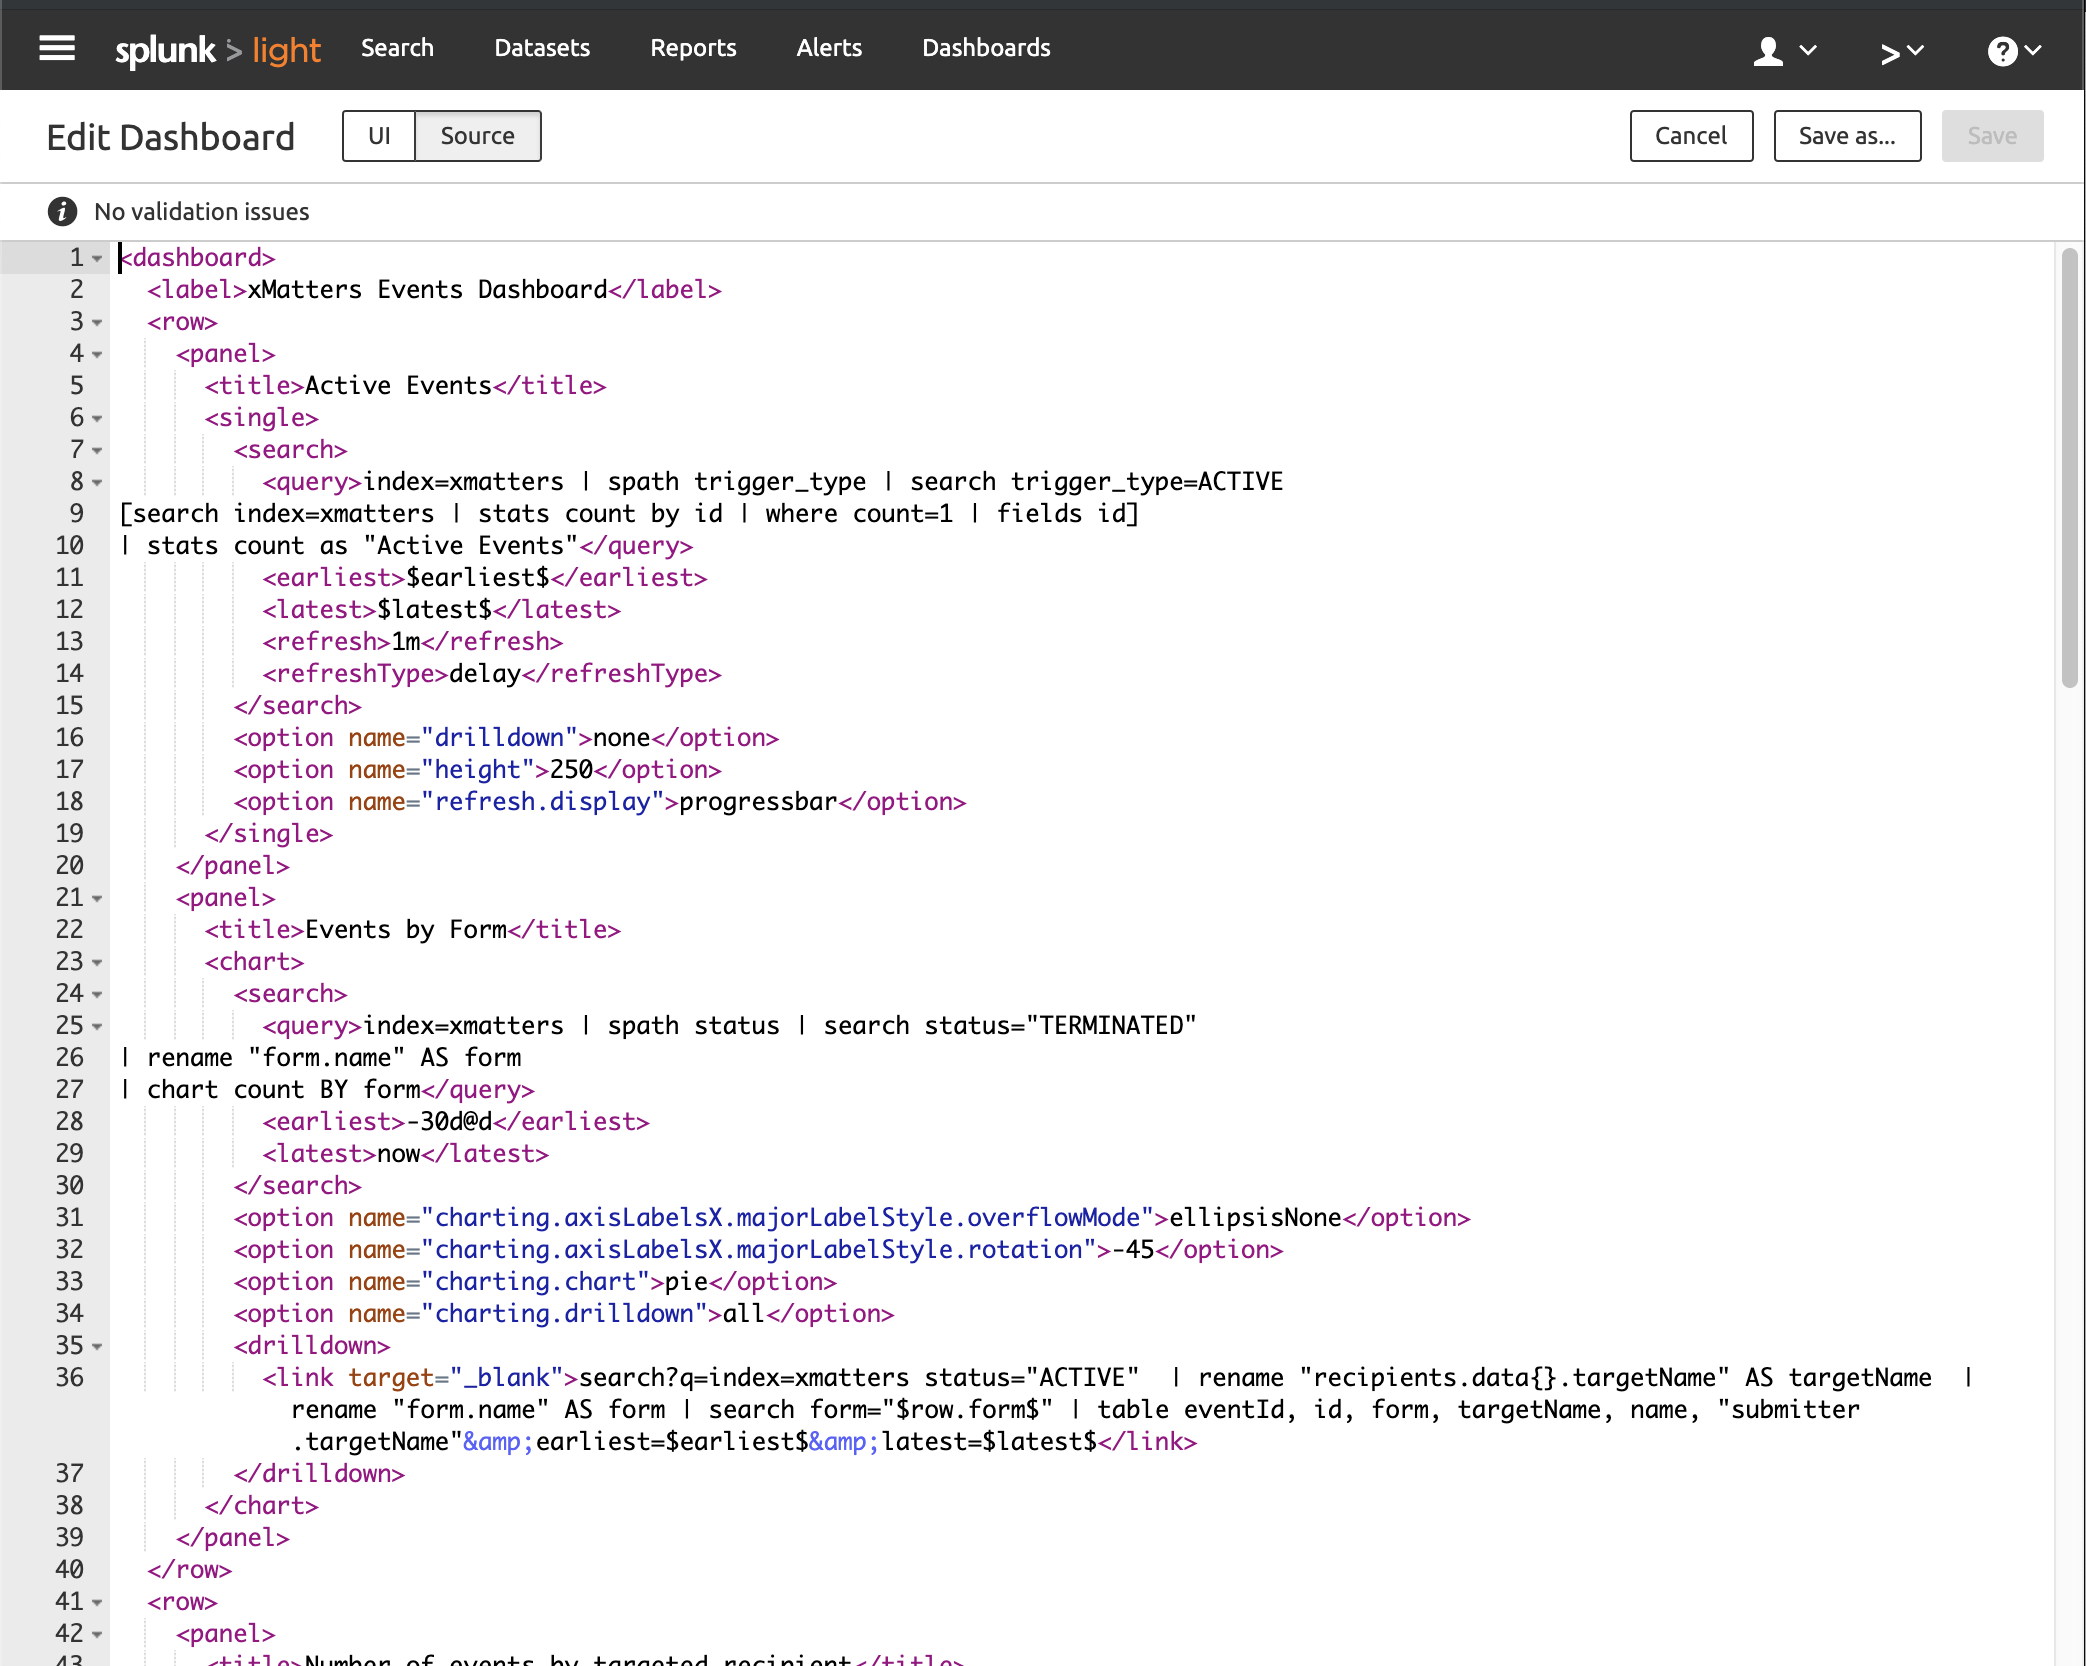 splunk > light Search Datasets Reports Alerts Dashboards
Edit Dashboard UI Source Cancel Save as... Save
No validation issues
1 <dashboard>
2 <label>xMatters Events Dashboard</label>
3 <row>
4 <panel>
5 <title>Active Events</title>
6 <single>
7 <search>
8 <query>index=xmatters | spath trigger_type | search trigger_type=ACTIVE
9 [search index=xmatters | stats count by id | where count=1 | fields id]
10 | stats count as "Active Events"</query>
11 <earliest>$earliest$</earliest>
12 <latest>$latest$</latest>
13 <refresh>1m</refresh>
14 <refreshType>delay</refreshType>
15 </search>
16 <option name="drilldown">none</option>
17 <option name="height">250</option>
18 <option name="refresh.display">progressbar</option>
19 </single>
20 </panel>
21 <panel>
22 <title>Events by Form</title>
23 <chart>
24 <search>
25 <query>index=xmatters | spath status | search status="TERMINATED"
26 | rename "form.name" AS form
27 | chart count BY form</query>
28 <earliest>-30d@d</earliest>
29 <latest>now</latest>
30 </search>
31 <option name="charting.axisLabelsX.majorLabelStyle.overflowMode">ellipsisNone</option>
32 <option name="charting.axisLabelsX.majorLabelStyle.rotation">-45</option>
33 <option name="charting.chart">pie</option>
34 <option name="charting.drilldown">all</option>
35 <drilldown>
36 <link target="_blank">search?q=index=xmatters status="ACTIVE"  | rename "recipients.data{}.targetName" AS targetName  |
rename "form.name" AS form | search form="$row.form$" | table eventId, id, form, targetName, name, "submitter
.targetName"&amp;earliest=$earliest$&amp;latest=$latest$</link>
37 </drilldown>
38 </chart>
39 </panel>
40 </row>
41 <row>
42 <panel>
43 <title>Number of events by targeted recipient</title>